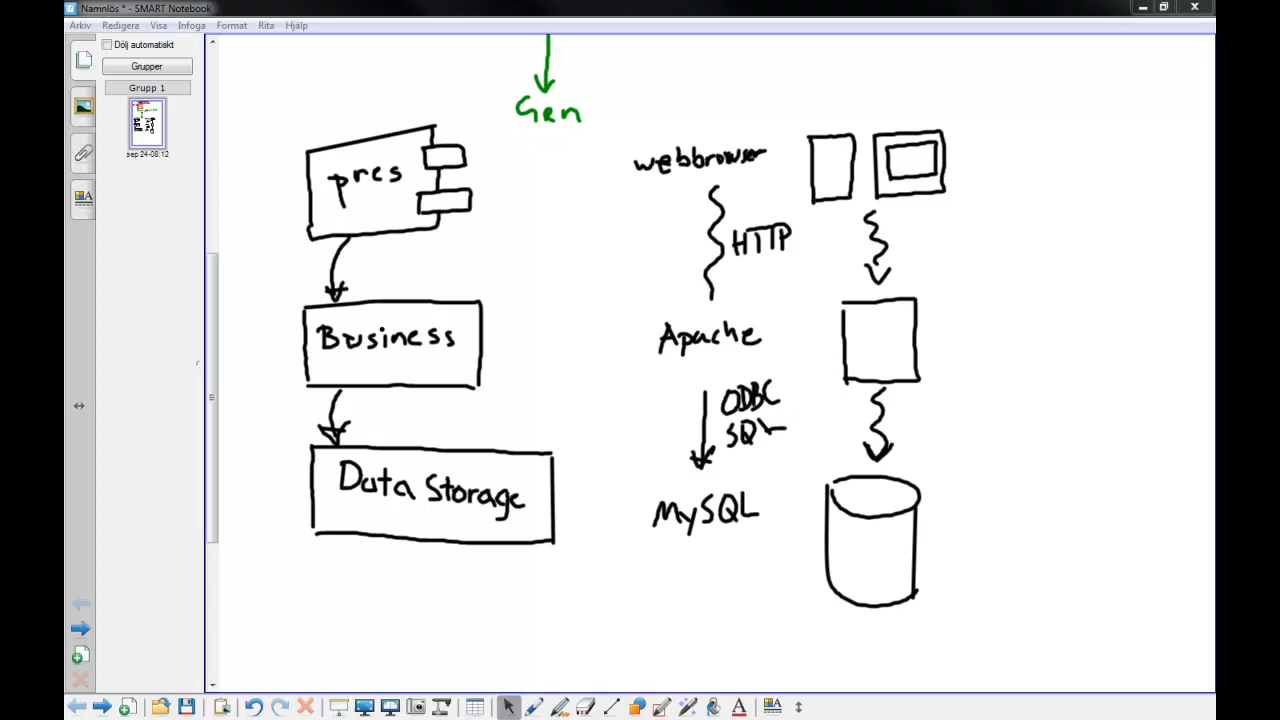 Namnlös * - SMART Notebook
Arkiv Redigera Visa Infoga Format Rita Hjälp
Dölj automatiskt
Grupper
Grupp 1
sep 24-08:12
Gen
pres
webbrowser
HTTP
Business
Apache
ODBC
SQL
Data Storage
MySQL
A